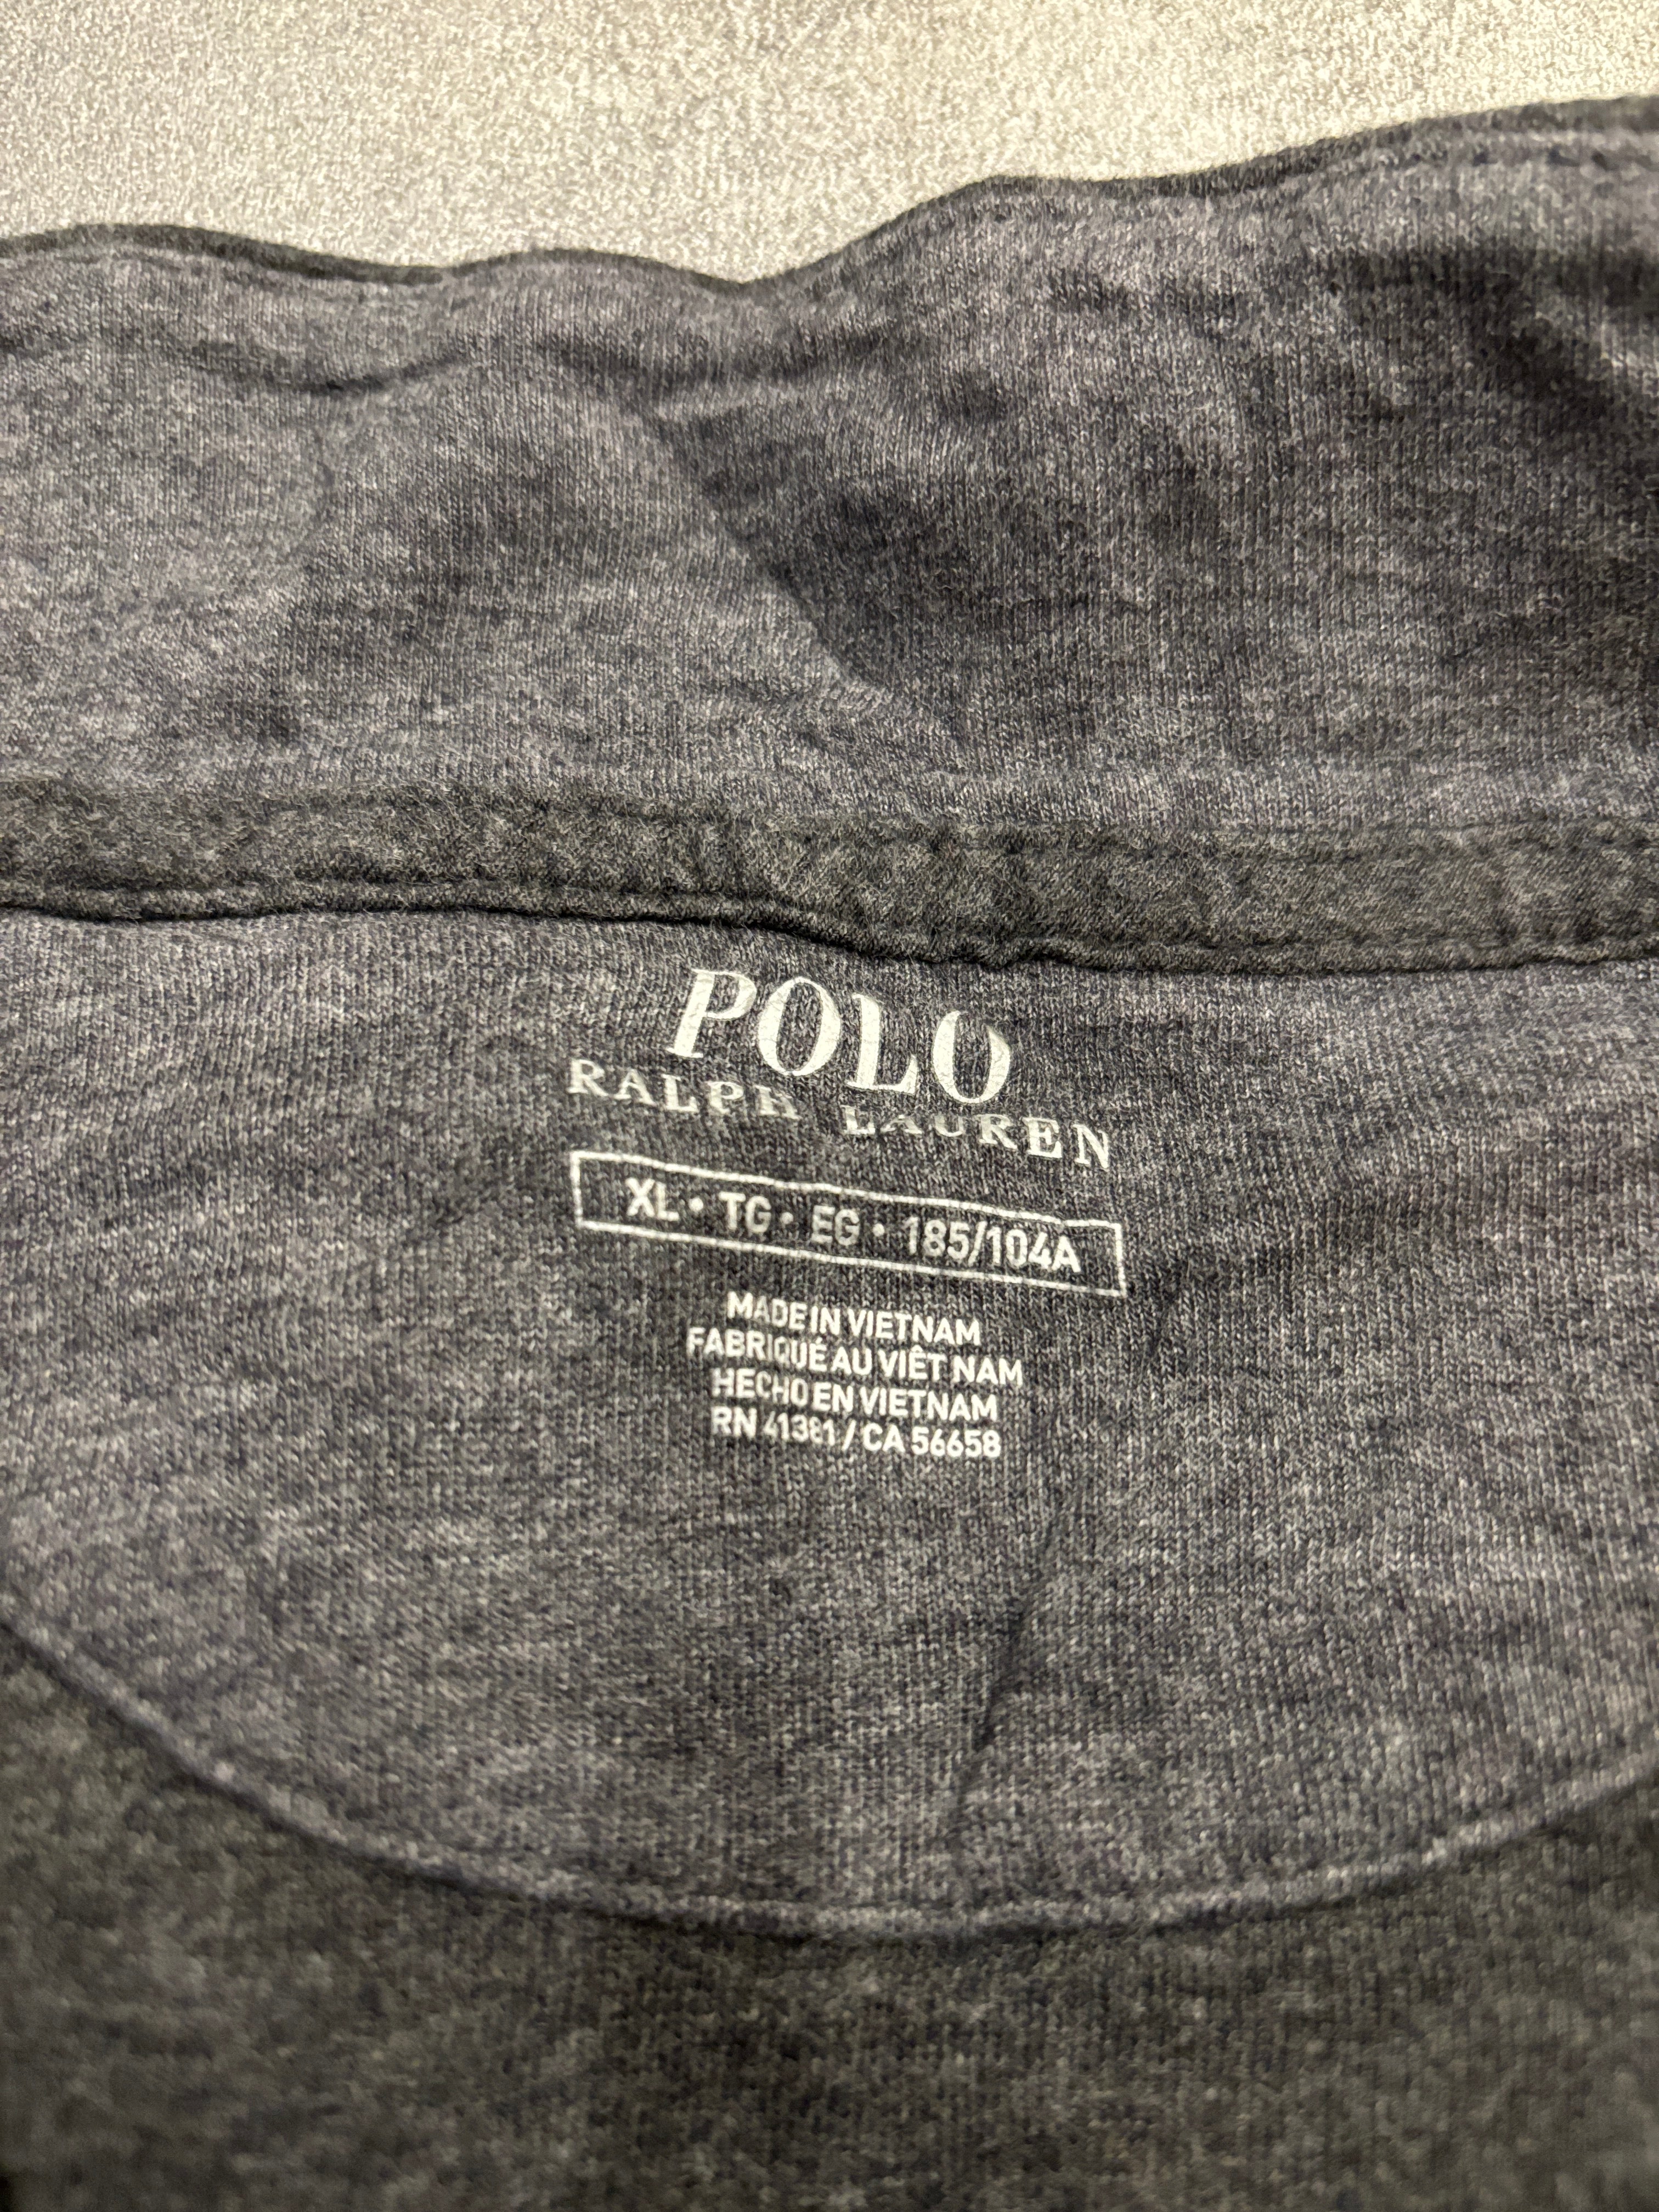 POLO
RALPH LAUREN
XL • TG • EG • 185/104A
MADE IN VIETNAM
FABRIQUÉ AU VIÊT NAM
HECHO EN VIETNAM
RN 41381 / CA 56658